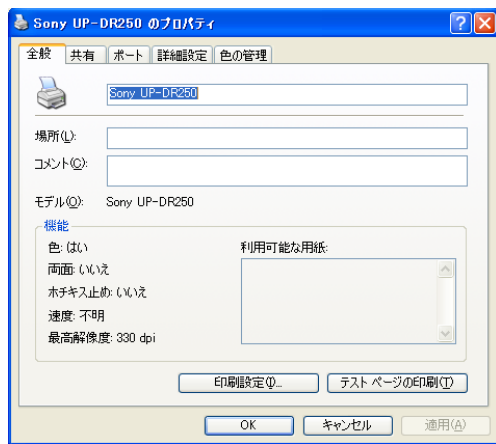 Sony UP-DR250 のプロパティ
全般 共有 ポート 詳細設定 色の管理
Sony UP-DR250
場所(L):
コメント(C):
モデル(O): Sony UP-DR250
機能
色: はい 利用可能な用紙:
両面: いいえ
ホチキス止め: いいえ
速度: 不明
最高解像度: 330 dpi
印刷設定(I)... テスト ページの印刷(T)
OK キャンセル 適用(A)